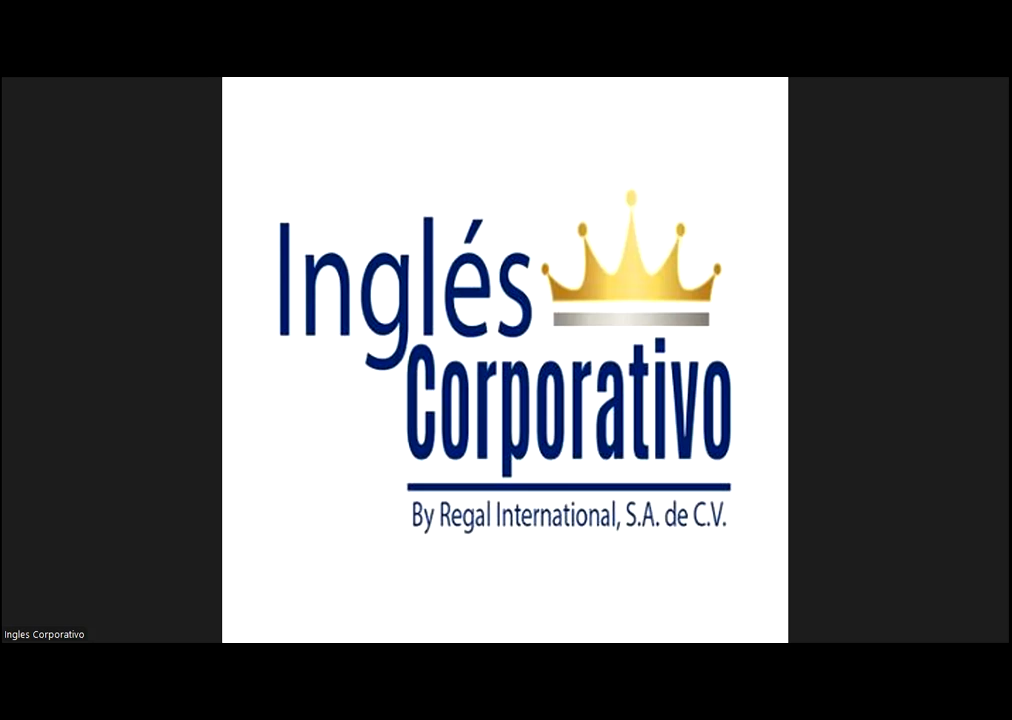 Inglés
Corporativo
By Regal International, S.A. de C.V.
Ingles Corporativo